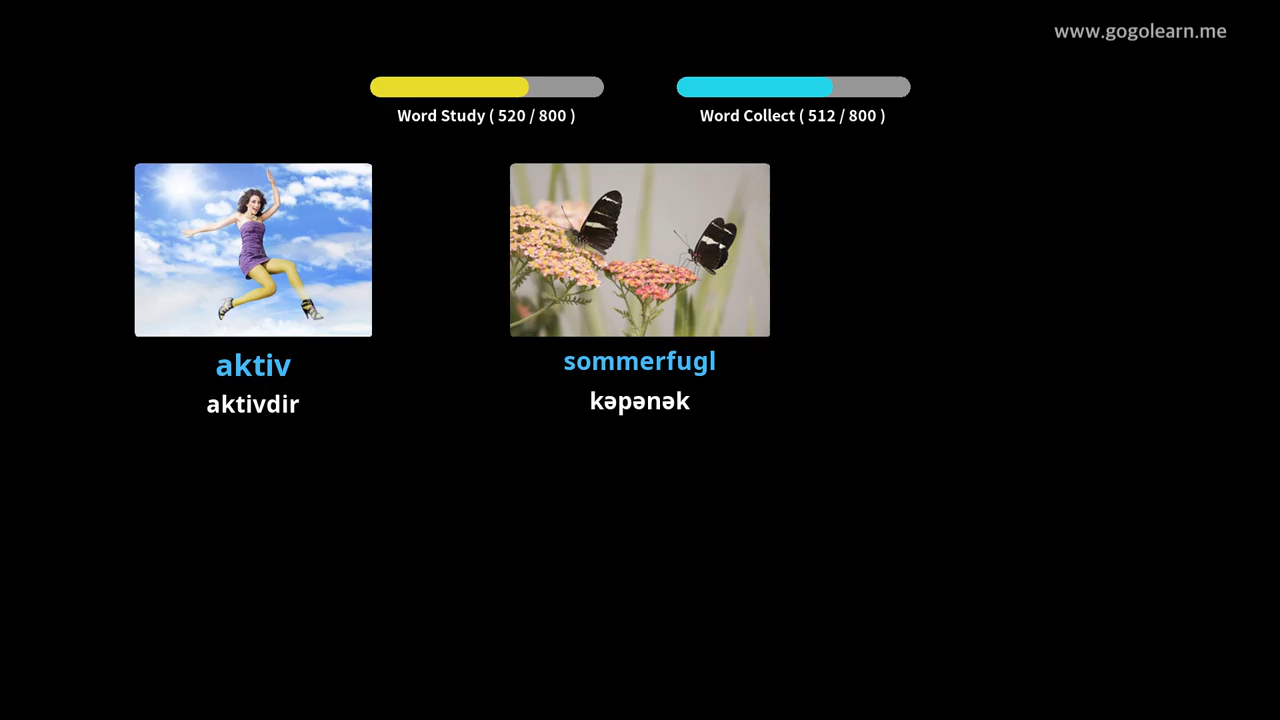 www.gogolearn.me
Word Study ( 520 / 800 )
Word Collect ( 512 / 800 )
aktiv
aktivdir
sommerfugl
kəpənək